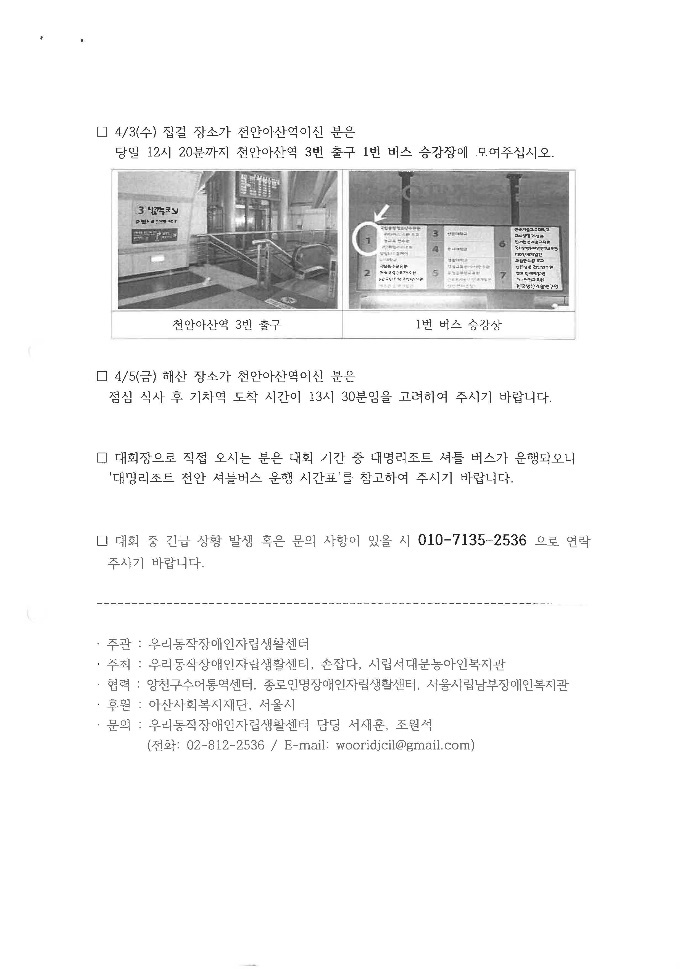 □ 4/3(수) 집결 장소가 천안아산역이신 분은
당일 12시 20분까지 천안아산역 3번 출구 1번 버스 승강장에 모여주십시오.
3
1
2
3
4
5
6
7
천안아산역 3번 출구
1번 버스 승강장
□ 4/5(금) 해산 장소가 천안아산역이신 분은
점심 식사 후 기차역 도착 시간이 13시 30분임을 고려하여 주시기 바랍니다.
□ 대회장으로 직접 오시는 분은 대회 기간 중 대명리조트 셔틀 버스가 운행되오니
'대명리조트 천안 셔틀버스 운행 시간표'를 참고하여 주시기 바랍니다.
□ 대회 중 긴급 상황 발생 혹은 문의 사항이 있을 시 010-7135-2536 으로 연락
주시기 바랍니다.
· 주관 : 우리동작장애인자립생활센터
· 주최 : 우리동작장애인자립생활센터, 손잡다, 시립서대문농아인복지관
· 협력 : 양천구수어통역센터, 종로인명장애인자립생활센터, 서울시립남부장애인복지관
· 후원 : 아산사회복지재단, 서울시
· 문의 : 우리동작장애인자립생활센터 담당 서재훈, 조원석
(전화: 02-812-2536 / E-mail: wooridjcil@gmail.com)